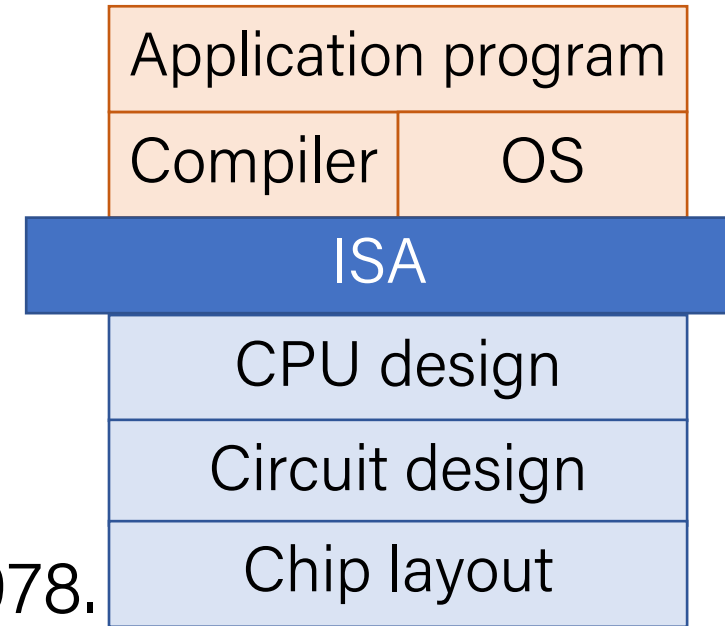 Application program
Compiler OS
ISA
CPU design
Circuit design
Chip layout
78.